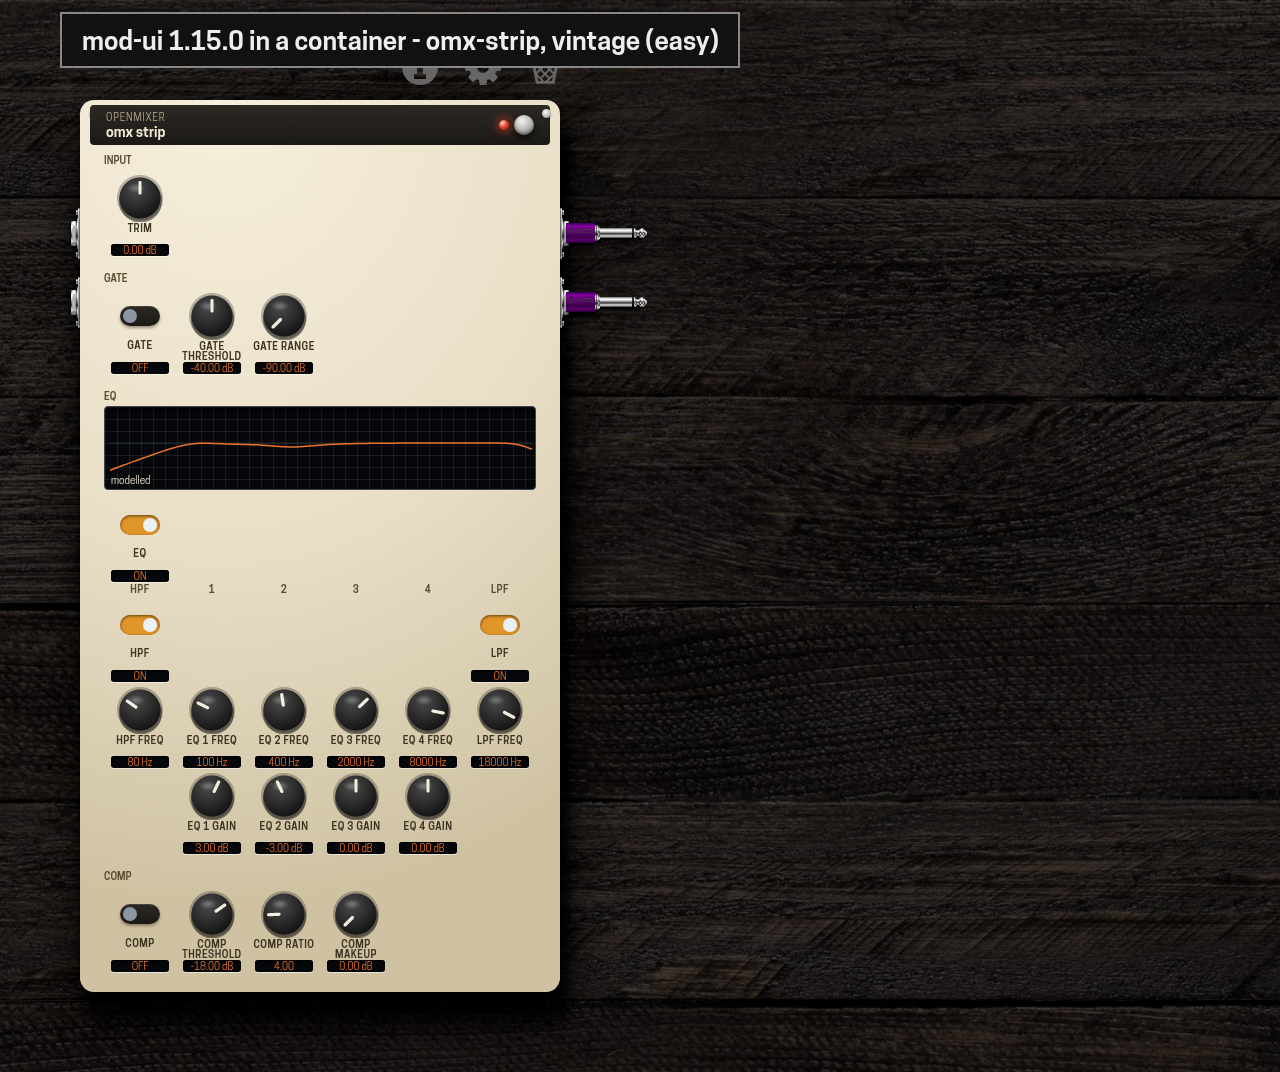 mod-ui 1.15.0 in a container - omx-strip, vintage (easy)
OPENMIXER
omx strip
INPUT
TRIM
0.00 dB
GATE
GATE GATE THRESHOLD GATE RANGE
OFF -40.00 dB -90.00 dB
EQ
modelled
EQ
ON
HPF 1 2 3 4 LPF
HPF LPF
ON ON
HPF FREQ EQ 1 FREQ EQ 2 FREQ EQ 3 FREQ EQ 4 FREQ LPF FREQ
80 Hz 100 Hz 400 Hz 2000 Hz 8000 Hz 18000 Hz
EQ 1 GAIN EQ 2 GAIN EQ 3 GAIN EQ 4 GAIN
3.00 dB -3.00 dB 0.00 dB 0.00 dB
COMP
COMP COMP THRESHOLD COMP RATIO COMP MAKEUP
OFF -18.00 dB 4.00 0.00 dB